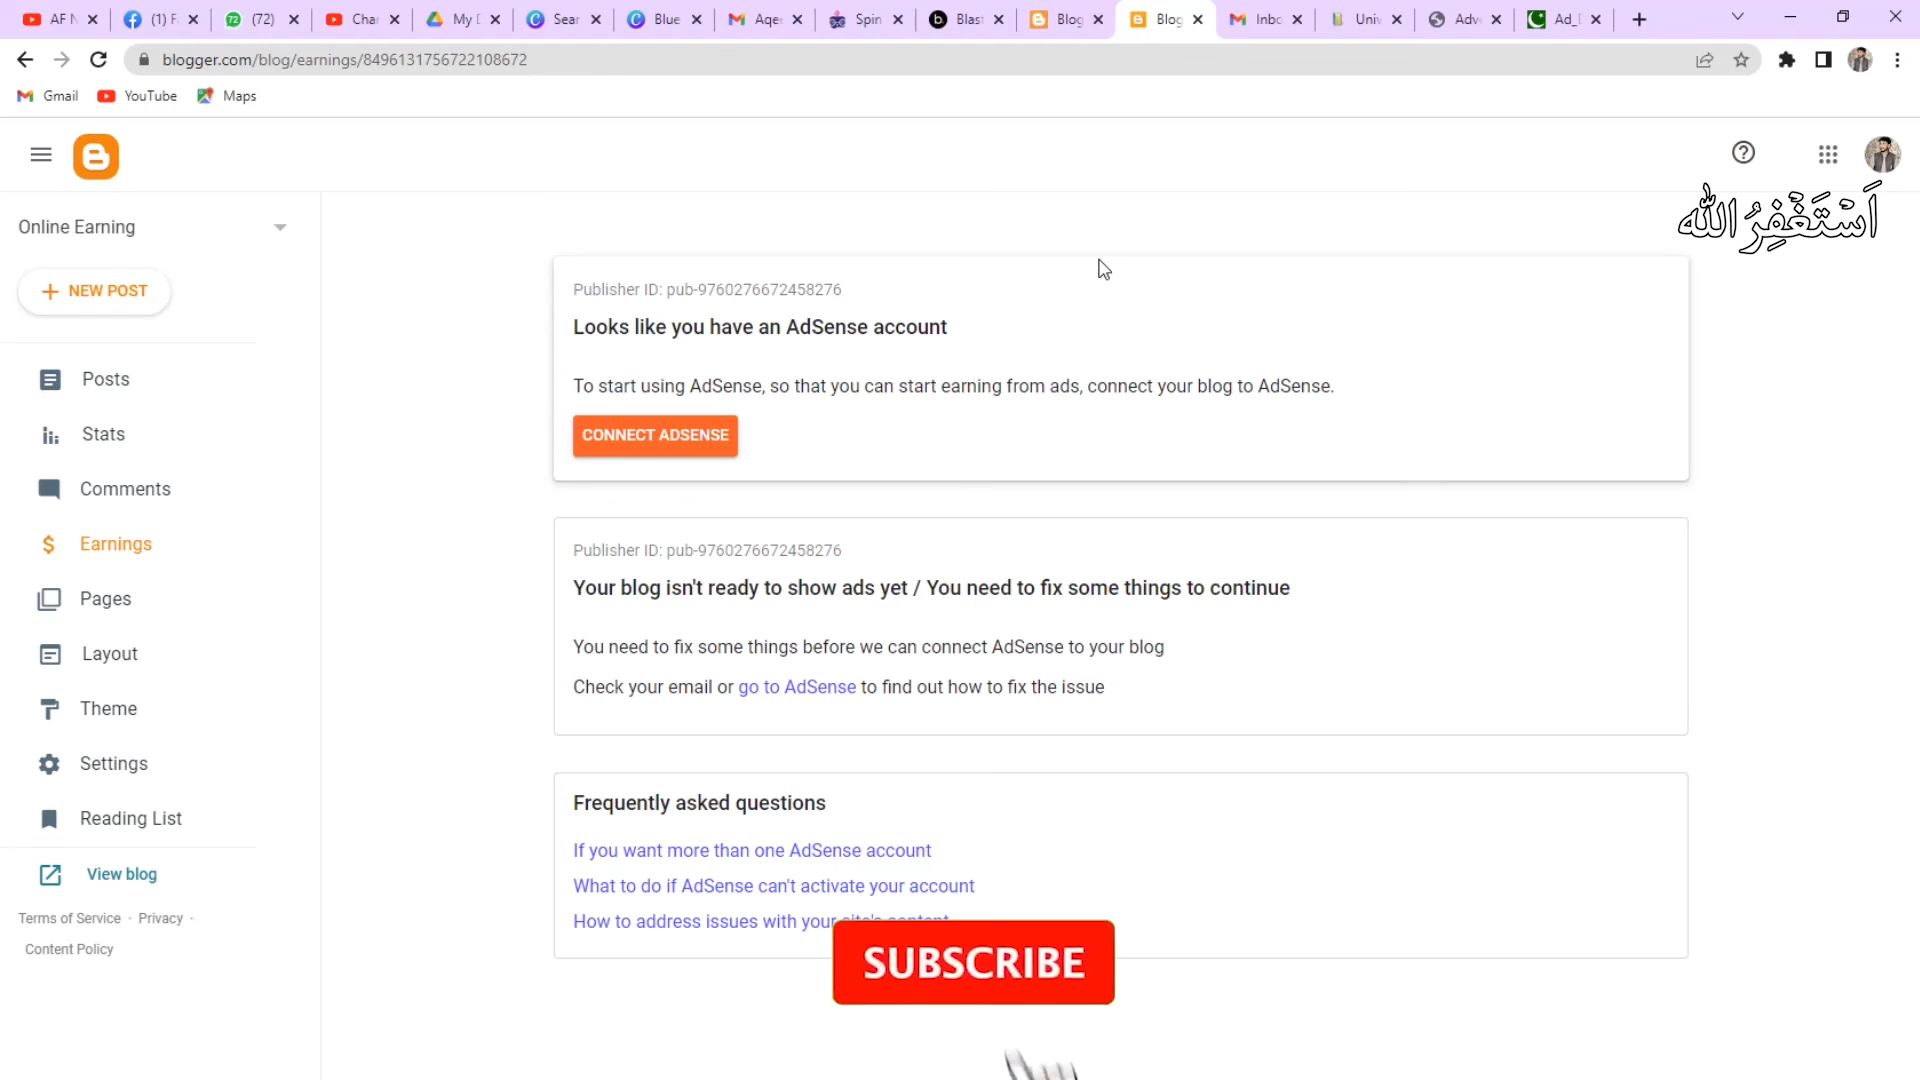 AF N
(1) F
(72)
Char
My D
Sear
Blue
Aqe
Spin
Blast
Blog
Blog
Inbo
Univ
Adv
Ad_
blogger.com/blog/earnings/8496131756722108672
Gmail
YouTube
Maps
اَسْتَغْفِرُ اللّٰه
Online Earning
NEW POST
Posts
Stats
Comments
Earnings
Pages
Layout
Theme
Settings
Reading List
View blog
Terms of Service · Privacy ·
Content Policy
Publisher ID: pub-9760276672458276
Looks like you have an AdSense account
To start using AdSense, so that you can start earning from ads, connect your blog to AdSense.
CONNECT ADSENSE
Publisher ID: pub-9760276672458276
Your blog isn't ready to show ads yet / You need to fix some things to continue
You need to fix some things before we can connect AdSense to your blog
Check your email or go to AdSense to find out how to fix the issue
Frequently asked questions
If you want more than one AdSense account
What to do if AdSense can't activate your account
How to address issues with your site's content
SUBSCRIBE